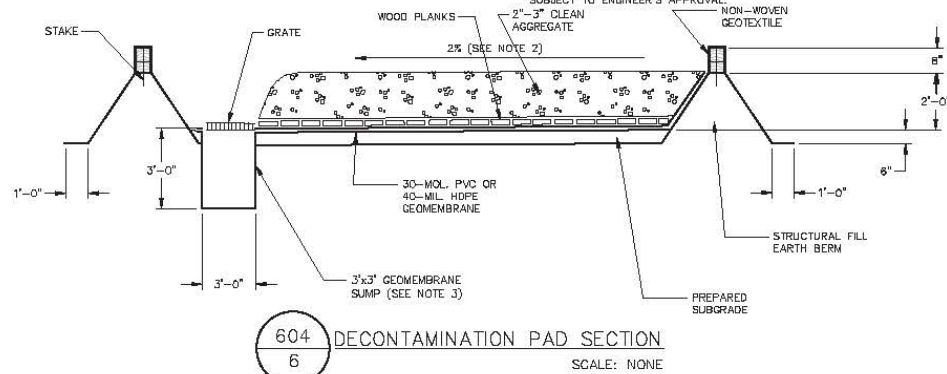 SUBJECT TO ENGINEER'S APPROVAL.
STAKE
GRATE
WOOD PLANKS
2"-3" CLEAN
AGGREGATE
NON-WOVEN
GEOTEXTILE
2% (SEE NOTE 2)
8"
2'-0"
6"
3'-0"
1'-0"
1'-0"
30-MOL. PVC OR
40-MIL. HDPE
GEOMEMBRANE
STRUCTURAL FILL
EARTH BERM
3'-0"
3'x3' GEOMEMBRANE
SUMP (SEE NOTE 3)
PREPARED
SUBGRADE
604
6
DECONTAMINATION PAD SECTION
SCALE: NONE